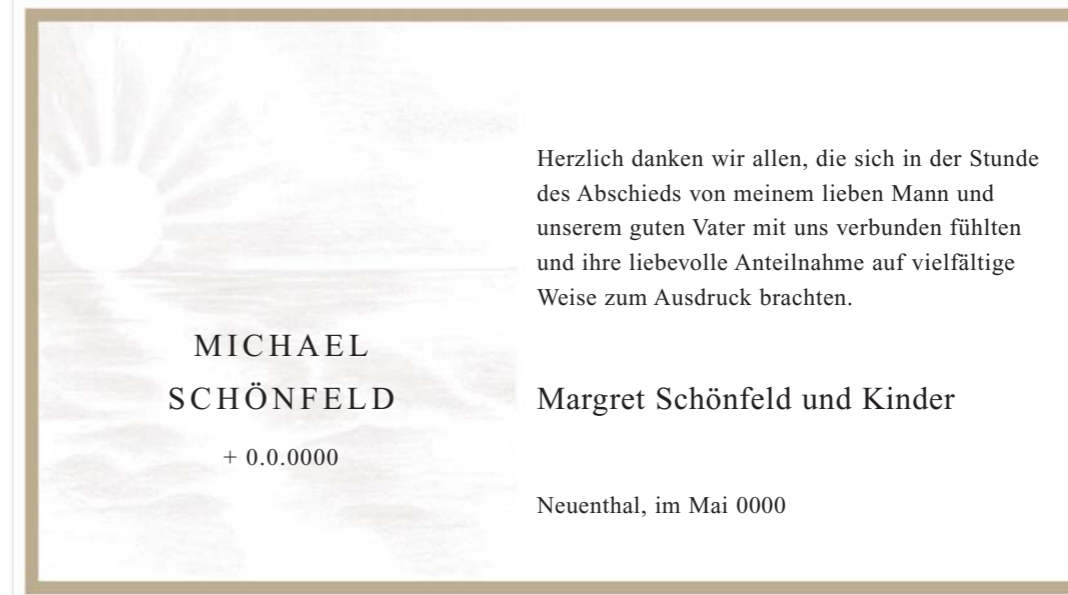 MICHAEL
SCHÖNFELD
+ 0.0.0000
Herzlich danken wir allen, die sich in der Stunde
des Abschieds von meinem lieben Mann und
unserem guten Vater mit uns verbunden fühlten
und ihre liebevolle Anteilnahme auf vielfältige
Weise zum Ausdruck brachten.
Margret Schönfeld und Kinder
Neuenthal, im Mai 0000